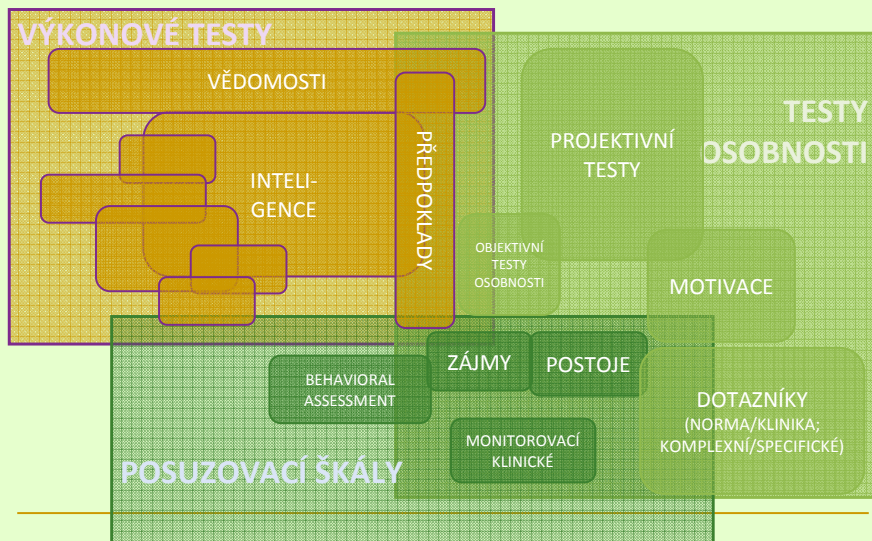 VÝKONOVÉ TESTY
VĚDOMOSTI
INTELI-
GENCE
PŘEDPOKLADY
PROJEKTIVNÍ
TESTY
TESTY
OSOBNOSTI
OBJEKTIVNÍ
TESTY
OSOBNOSTI
MOTIVACE
ZÁJMY
POSTOJE
BEHAVIORAL
ASSESSMENT
DOTAZNÍKY
(NORMA/KLINIKA;
KOMPLEXNÍ/SPECIFICKÉ)
MONITOROVACÍ
KLINICKÉ
POSUZOVACÍ ŠKÁLY